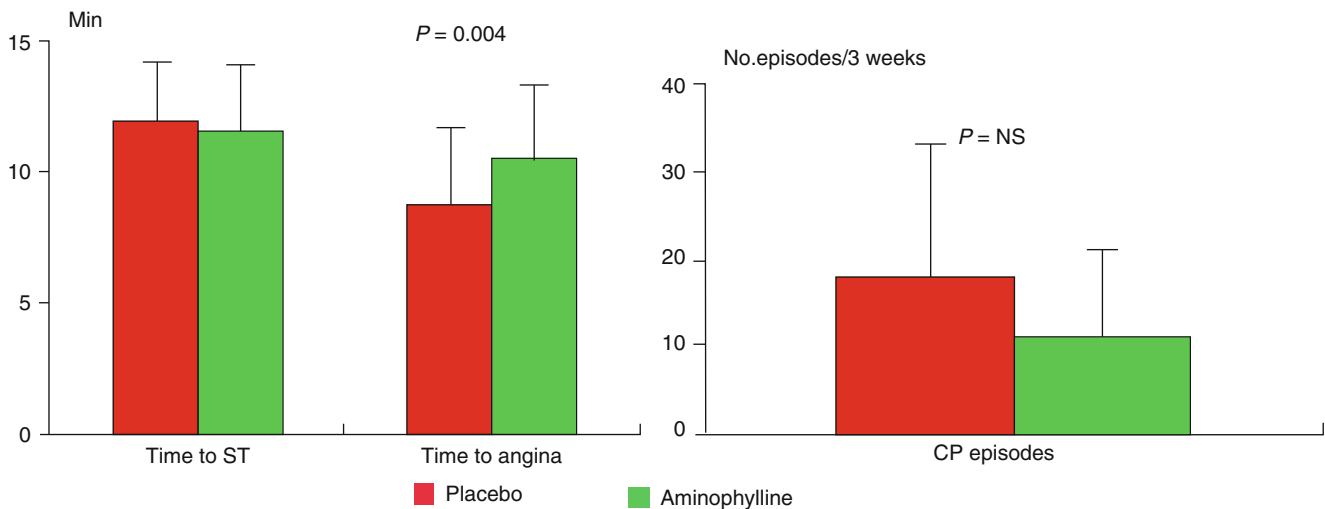 Min
15
10
5
0
P = 0.004
Time to ST
Time to angina
No.episodes/3 weeks
40
30
20
10
0
P = NS
CP episodes
Placebo
Aminophylline